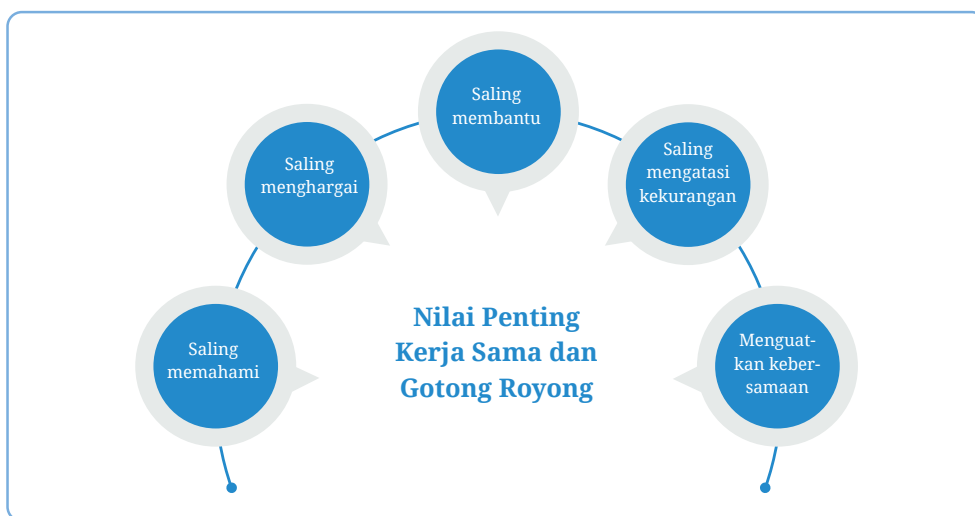 Saling
membantu
Saling
menghargai
Saling
mengatasi
kekurangan
Saling
memahami
Nilai Penting
Kerja Sama dan
Gotong Royong
Menguat-
kan keber-
samaan